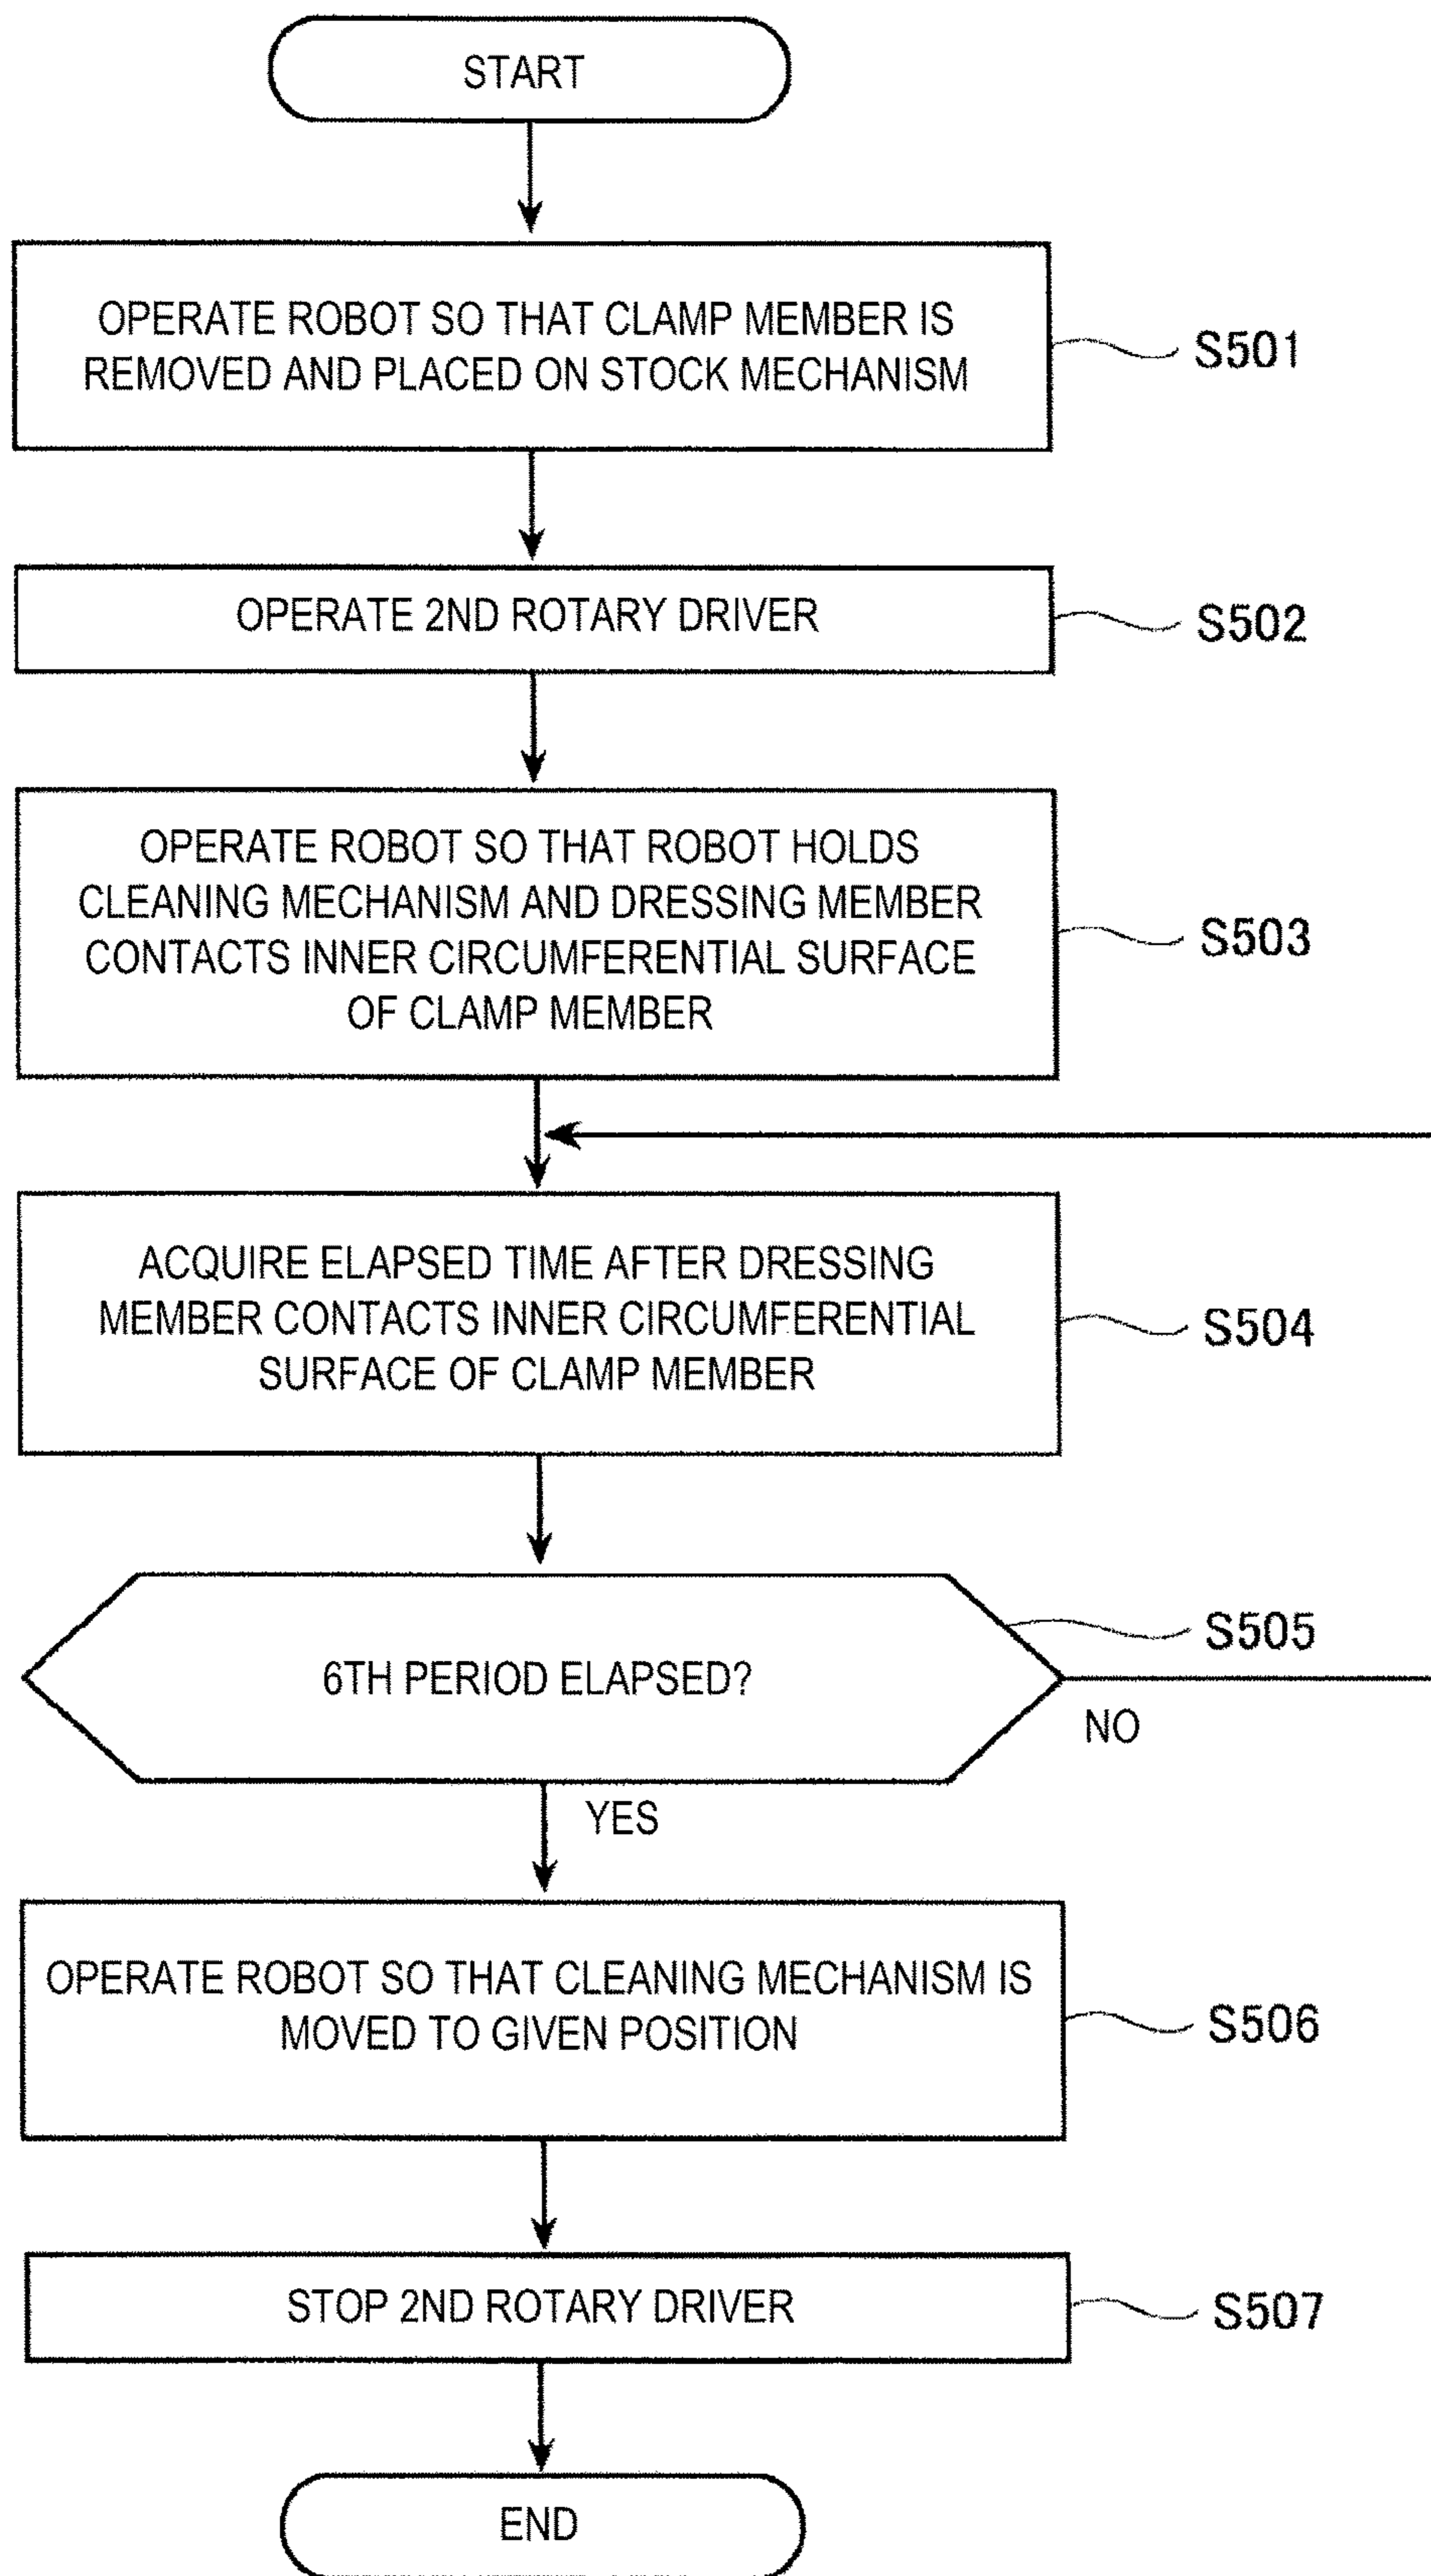 START
OPERATE ROBOT SO THAT CLAMP MEMBER IS
REMOVED AND PLACED ON STOCK MECHANISM
S501
OPERATE 2ND ROTARY DRIVER
S502
OPERATE ROBOT SO THAT ROBOT HOLDS
CLEANING MECHANISM AND DRESSING MEMBER
CONTACTS INNER CIRCUMFERENTIAL SURFACE
OF CLAMP MEMBER
S503
ACQUIRE ELAPSED TIME AFTER DRESSING
MEMBER CONTACTS INNER CIRCUMFERENTIAL
SURFACE OF CLAMP MEMBER
S504
6TH PERIOD ELAPSED?
S505
NO
YES
OPERATE ROBOT SO THAT CLEANING MECHANISM IS
MOVED TO GIVEN POSITION
S506
STOP 2ND ROTARY DRIVER
S507
END